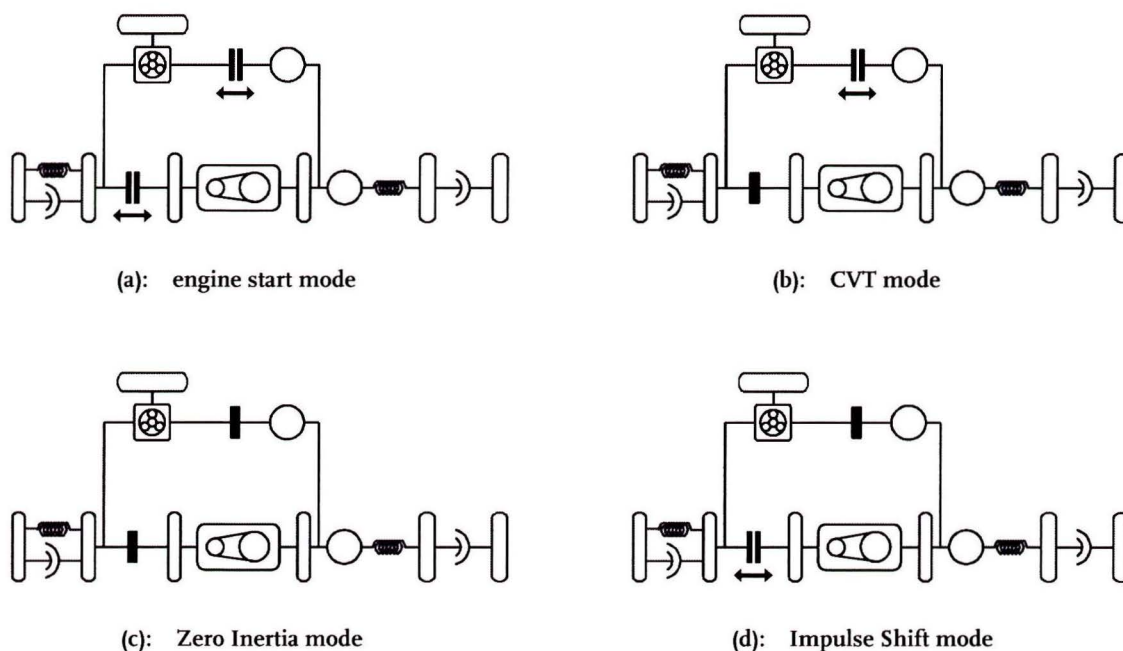 (a): engine start mode
(b): CVT mode
(c): Zero Inertia mode
(d): Impulse Shift mode